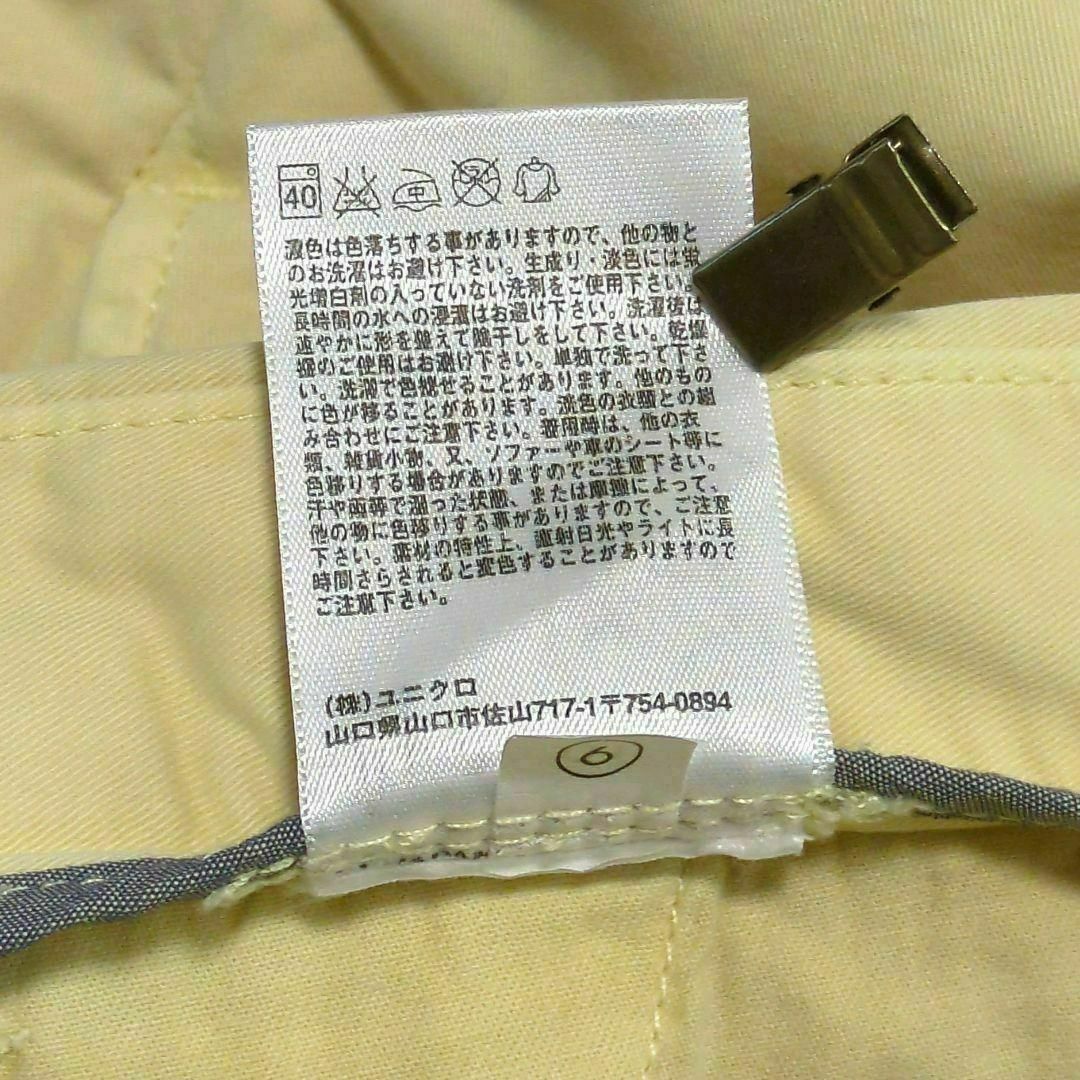 40 中
濃色は色落ちする事がありますので、他の物と
のお洗濯はお避け下さい。生成り・淡色には蛍
光増白剤の入っていない洗剤をご使用下さい。
長時間の水への浸漬はお避け下さい。洗濯後は
速やかに形を整えて陰干しをして下さい。乾燥
機のご使用はお避け下さい。単独で洗って下さ
い。洗濯で色褪せることがあります。他のもの
に色が移ることがあります。淡色の衣類との組
み合わせにご注意下さい。着用時は、他の衣
類、雑貨小物、又、ソファーや車のシート等に
色移りする場合がありますのでご注意下さい。
汗や雨等で湿った状態、または摩擦によって、
他の物に色移りする事がありますので、ご注意
下さい。素材の特性上、直射日光やライトに長
時間さらされると変色することがありますので
ご注意下さい。
(株)ユニクロ
山口県山口市佐山717-1〒754-0894
6